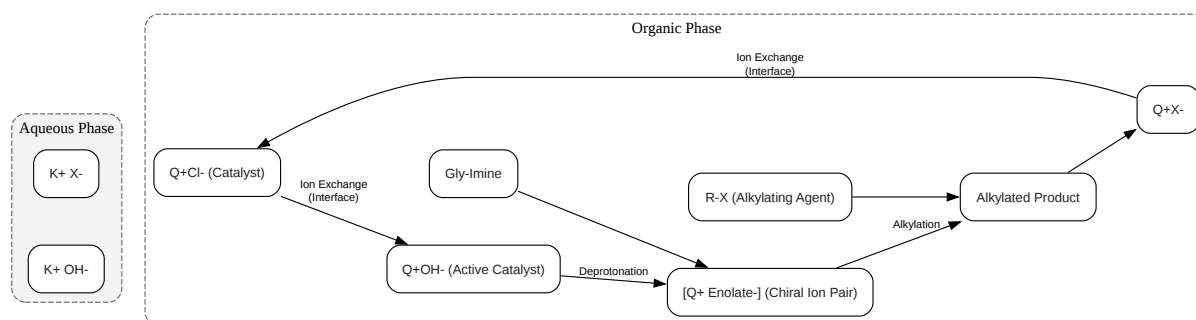 Organic Phase
Ion Exchange
(Interface)
Q+X-
Aqueous Phase
K+ X-
Q+Cl- (Catalyst)
Gly-Imine
Ion Exchange
(Interface)
R-X (Alkylating Agent)
Alkylated Product
Alkylation
K+ OH-
Q+OH- (Active Catalyst)
Deprotonation
[Q+ Enolate-] (Chiral Ion Pair)